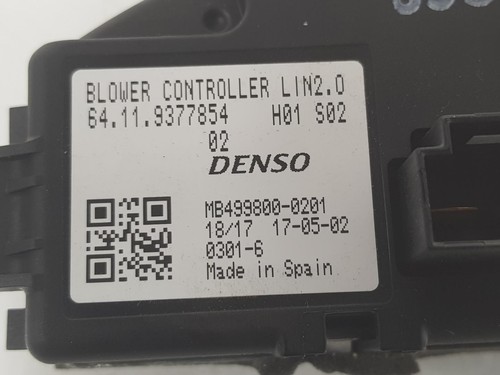 BLOWER CONTROLLER LIN2.0
64.11.9377854 H01 S02
02
DENSO
MB499800-0201
18/17 17-05-02
0301-6
Made in Spain